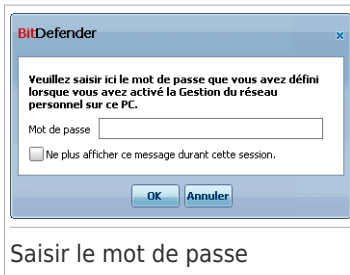 BitDefender
Veuillez saisir ici le mot de passe que vous avez défini
lorsque vous avez activé la Gestion du réseau
personnel sur ce PC.
Mot de passe
Ne plus afficher ce message durant cette session.
OK Annuler
Saisir le mot de passe